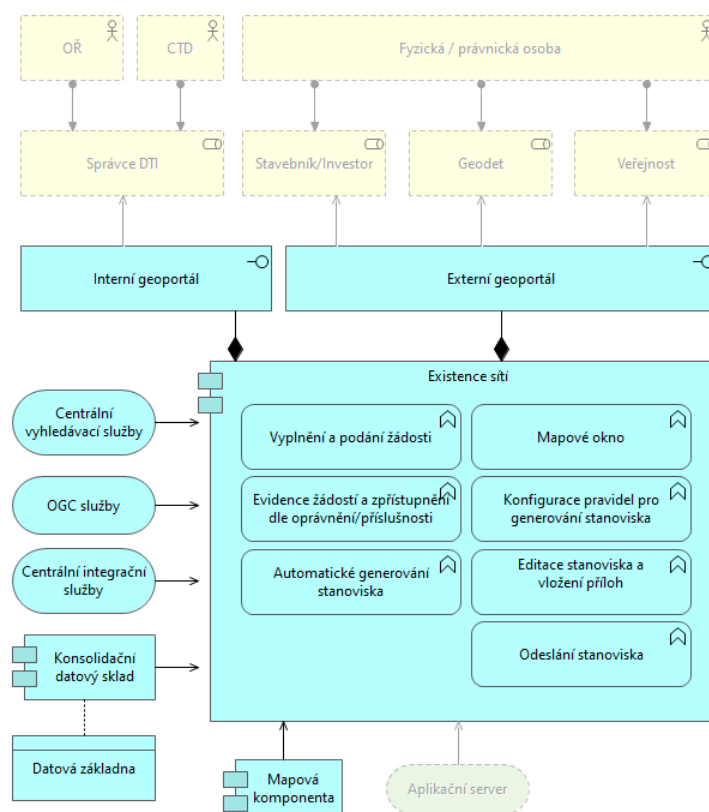 OŘ
CTD
Fyzická / právnická osoba
Správce DTI
Stavebník/Investor
Geodet
Veřejnost
Interní geoportál
Externí geoportál
Existence sítí
Centrální
vyhledávací služby
Vyplnění a podání žádosti
Mapové okno
OGC služby
Evidence žádostí a zpřístupnění
dle oprávnění/příslušnosti
Konfigurace pravidel pro
generování stanoviska
Centrální integrační
služby
Automatické generování
stanoviska
Editace stanoviska a
vložení příloh
Konsolidační
datový sklad
Odeslání stanoviska
Datová základna
Mapová
komponenta
Aplikační server